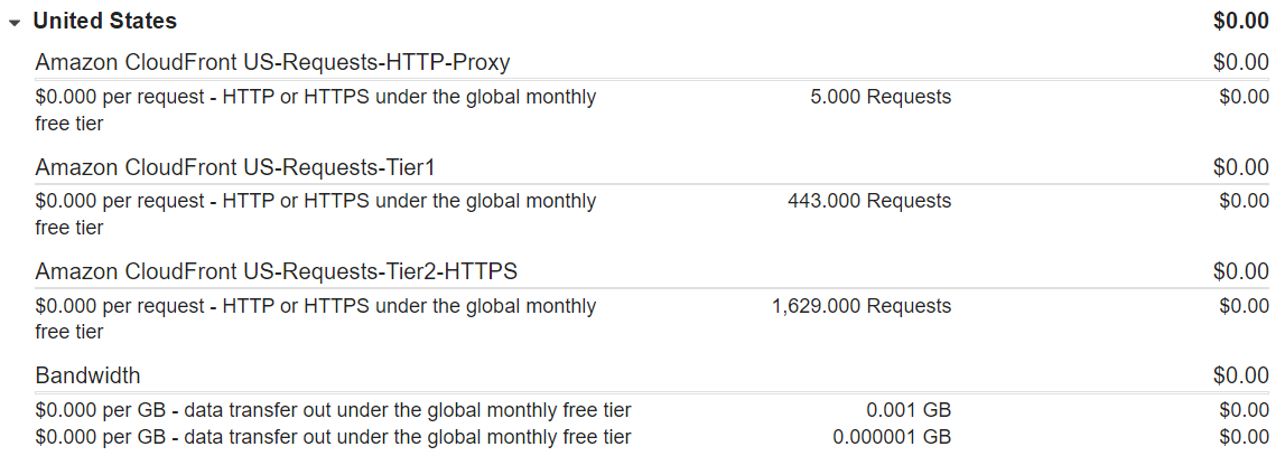 United States $0.00
Amazon CloudFront US-Requests-HTTP-Proxy $0.00
$0.000 per request - HTTP or HTTPS under the global monthly 5.000 Requests $0.00
free tier
Amazon CloudFront US-Requests-Tier1 $0.00
$0.000 per request - HTTP or HTTPS under the global monthly 443.000 Requests $0.00
free tier
Amazon CloudFront US-Requests-Tier2-HTTPS $0.00
$0.000 per request - HTTP or HTTPS under the global monthly 1,629.000 Requests $0.00
free tier
Bandwidth $0.00
$0.000 per GB - data transfer out under the global monthly free tier 0.001 GB $0.00
$0.000 per GB - data transfer out under the global monthly free tier 0.000001 GB $0.00